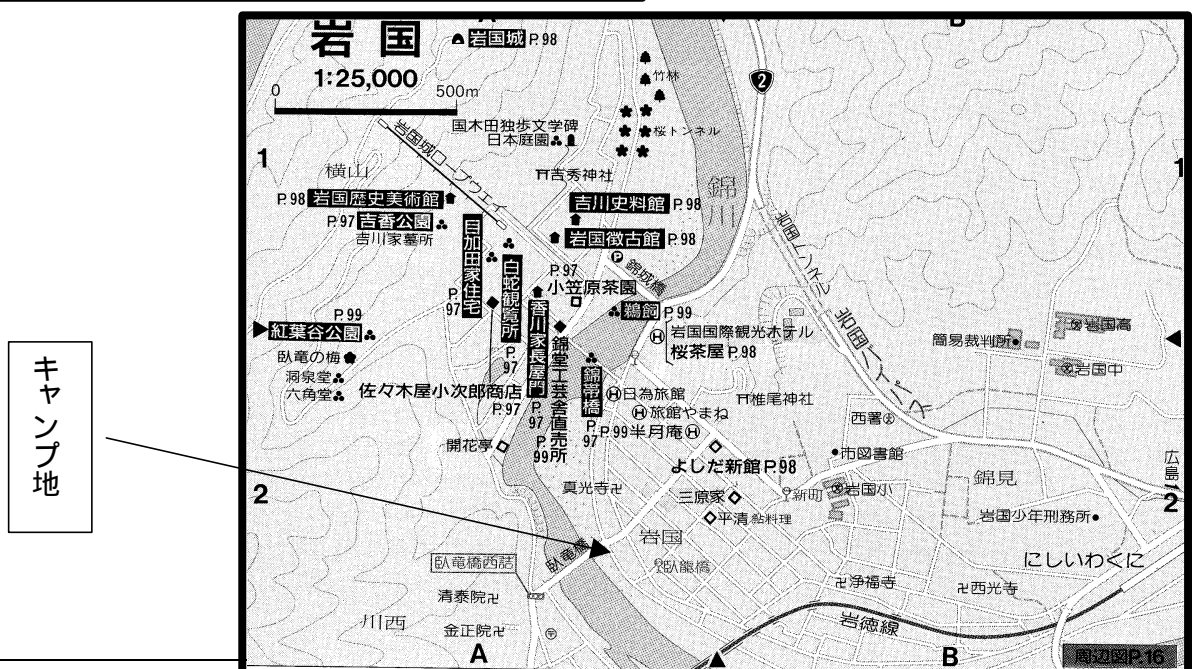 岩国
1:25,000
0 500m
A
B
岩国城 P.98
竹林
2
国木田独歩文学碑
日本庭園
桜トンネル
岩国城ロープウェイ
1
横山
吉秀神社
錦川
1
P.98 岩国歴史美術館
吉川史料館 P.98
P.97 吉香公園
吉川家墓所
岩国徴古館 P.98
目加田家住宅
P.97
白蛇観覧所
P.97
P
錦城橋
P.97
小笠原茶園
岩国トンネル
P.99
紅葉谷公園
鵜飼 P.99
岩国国際観光ホテル
桜茶屋 P.98
岩国バイパス
簡易裁判所
岩国高
岩国中
臥竜の梅
洞泉堂
六角堂
香川家長屋門
P.97
錦堂工芸舎直売所
P.99
錦帯橋
P.97
佐々木屋小次郎商店
P.97
日為旅館
旅館やまね
P.99 半月庵
椎尾神社
西署
開花亭
よしだ新館 P.98
市図書館
キャンプ地
2
真光寺
三原家
新町
岩国小
錦見
広島
2
平清
岩国少年刑務所
岩国
臥竜橋
臥龍橋
にしいわくに
清泰院
浄福寺
西光寺
川西
金正院
岩徳線
A
B
周辺図P.16